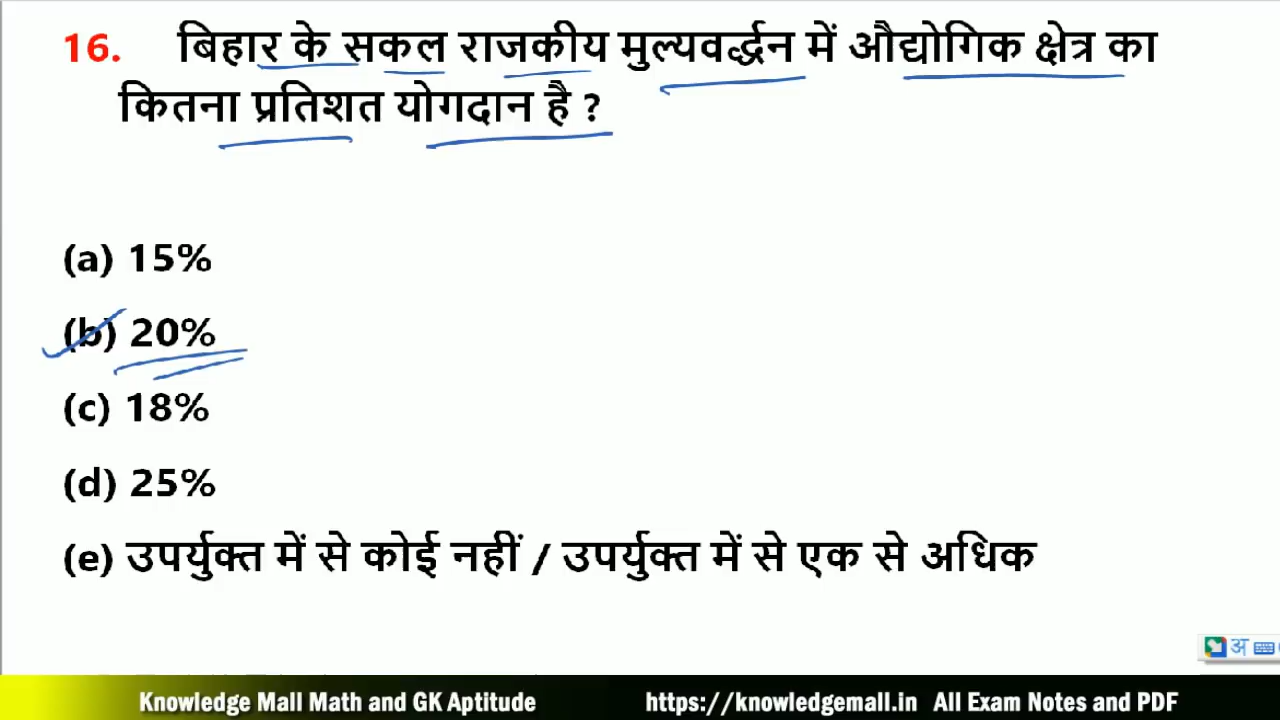 16. बिहार के सकल राजकीय मुल्यवर्द्धन में औद्योगिक क्षेत्र का
कितना प्रतिशत योगदान है ?
(a) 15%
(b) 20%
(c) 18%
(d) 25%
(e) उपर्युक्त में से कोई नहीं / उपर्युक्त में से एक से अधिक
अ
Knowledge Mall Math and GK Aptitude https://knowledgemall.in All Exam Notes and PDF